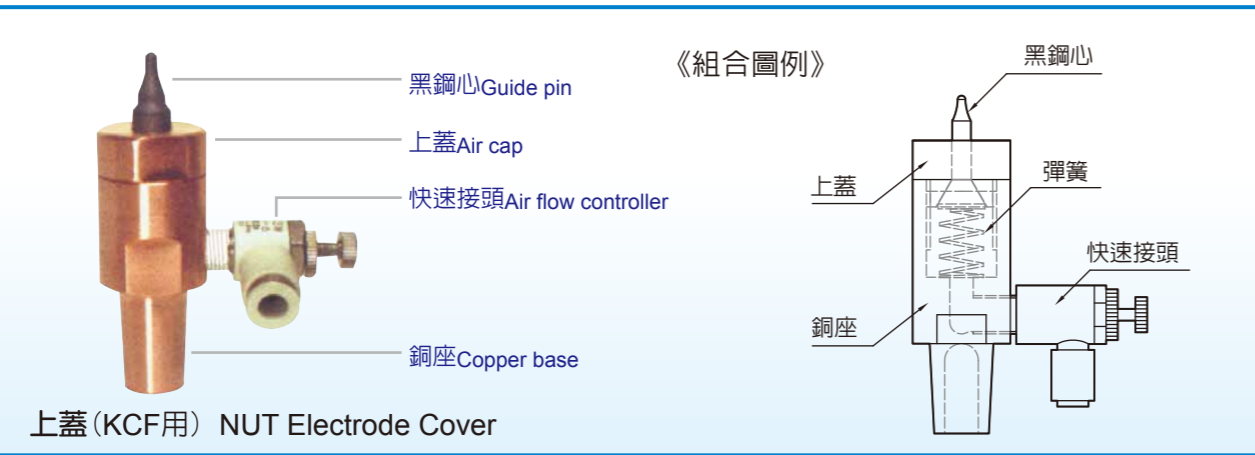 黑鋼心Guide pin
上蓋Air cap
快速接頭Air flow controller
銅座Copper base
上蓋(KCF用) NUT Electrode Cover
《組合圖例》
黑鋼心
上蓋
彈簧
快速接頭
銅座